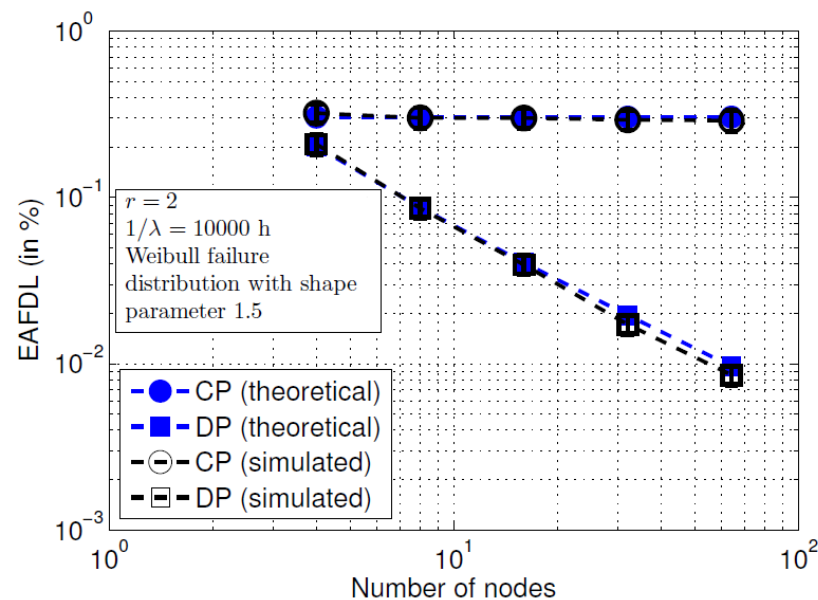 10^0
10^-1
10^-2
10^-3
EAFDL (in %)
r = 2
1/λ = 10000 h
Weibull failure
distribution with shape
parameter 1.5
CP (theoretical)
DP (theoretical)
CP (simulated)
DP (simulated)
10^0
10^1
10^2
Number of nodes